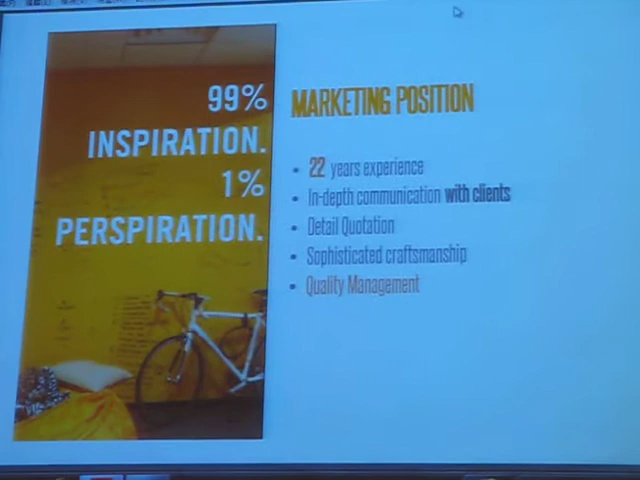 99%
INSPIRATION.
1%
PERSPIRATION.
MARKETING POSITION
• 22 years experience
• In-depth communication with clients
• Detail Quotation
• Sophisticated craftsmanship
• Quality Management